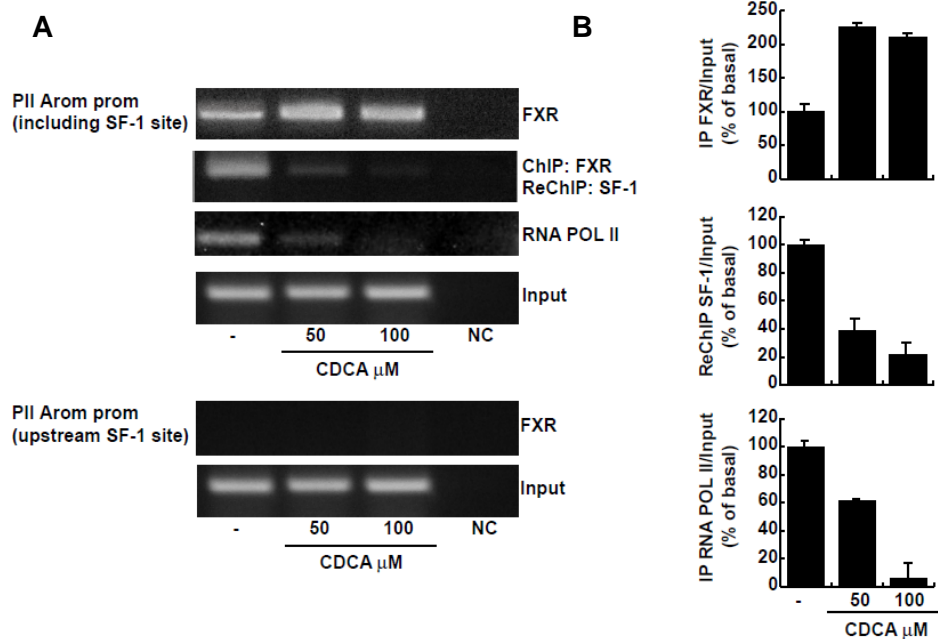 A
PII Arom prom
(including SF-1 site)
FXR
ChIP: FXR
ReChIP: SF-1
RNA POL II
Input
- 50 100 NC
CDCA μM
PII Arom prom
(upstream SF-1 site)
FXR
Input
- 50 100 NC
CDCA μM
B
IP FXR/Input
(% of basal)
250
200
150
100
50
0
ReChIP SF-1/Input
(% of basal)
120
100
80
60
40
20
0
IP RNA POL II/Input
(% of basal)
120
100
80
60
40
20
0
- 50 100
CDCA μM